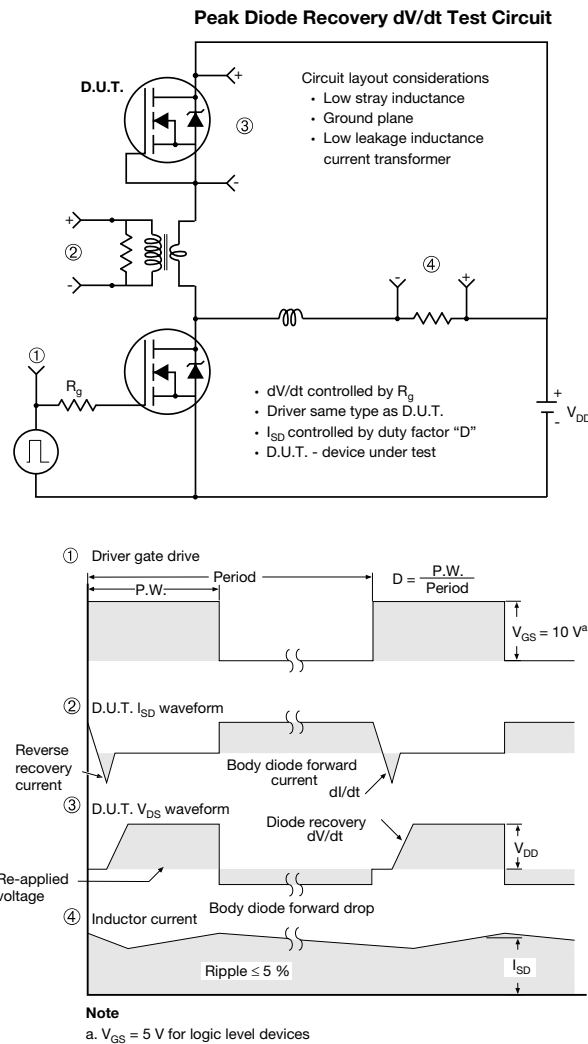 Peak Diode Recovery dV/dt Test Circuit
D.U.T.
+
-
③
Circuit layout considerations
• Low stray inductance
• Ground plane
• Low leakage inductance
current transformer
+
②
-
④
-
+
①
Rg
+
-
VDD
• dV/dt controlled by Rg
• Driver same type as D.U.T.
• ISD controlled by duty factor “D”
• D.U.T. - device under test
① Driver gate drive
P.W.
Period
D = P.W.
Period
VGS = 10 Va
② D.U.T. ISD waveform
Reverse
recovery
current
Body diode forward
current
dI/dt
③ D.U.T. VDS waveform
Diode recovery
dV/dt
VDD
Re-applied
voltage
Body diode forward drop
④ Inductor current
Ripple ≤ 5 %
ISD
Note
a. VGS = 5 V for logic level devices